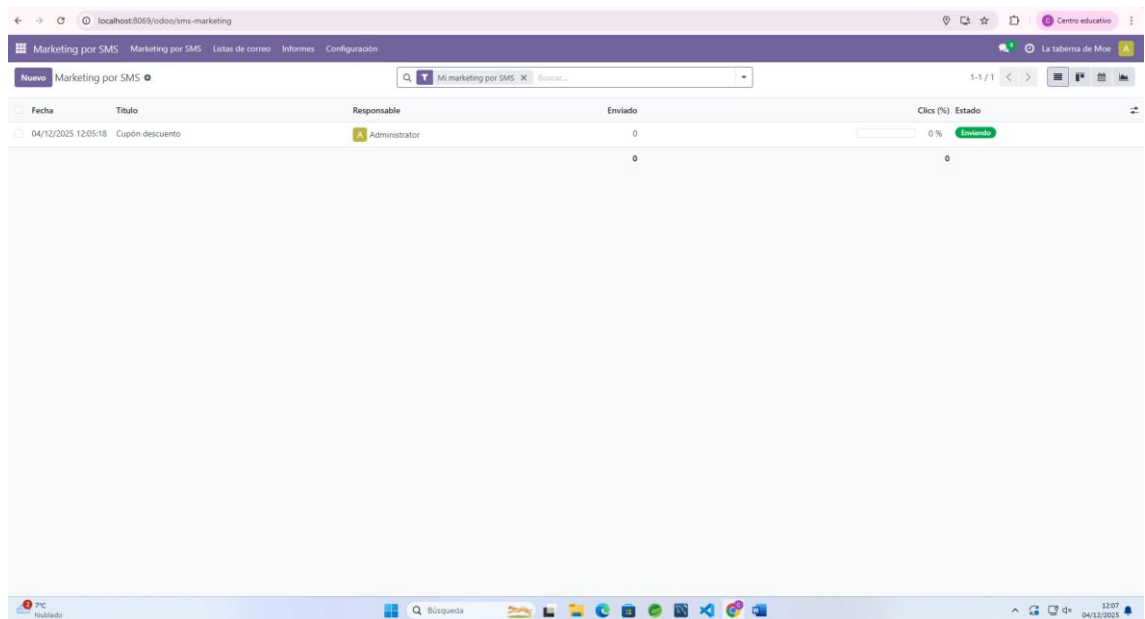 localhost:8069/odoo/sms-marketing
Centro educativo
Marketing por SMS Marketing por SMS Listas de correo Informes Configuración
4 La taberna de Moe A
Nuevo Marketing por SMS Mi marketing por SMS Buscar... 1-1 / 1
Fecha Título Responsable Enviado Clics (%) Estado
04/12/2025 12:05:18 Cupón descuento A Administrator 0 0 % Enviando
0 0
2 7°C
Nublado
Búsqueda
12:07
04/12/2025